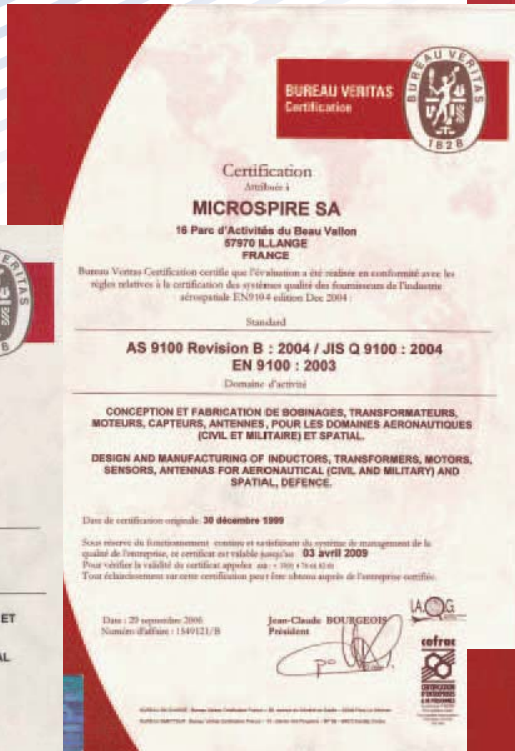 BUREAU VERITAS
Certification
BUREAU VERITAS
1828
Certification
Attribuée à
MICROSPIRE SA
16 Parc d'Activités du Beau Vallon
57970 ILLANGE
FRANCE
Bureau Veritas Certification certifie que l'évaluation a été réalisée en conformité avec les
règles relatives à la certification des systèmes qualité des fournisseurs de l'industrie
aérospatiale EN9104 edition Dec 2004 :
Standard
AS 9100 Revision B : 2004 / JIS Q 9100 : 2004
EN 9100 : 2003
Domaine d'activité
CONCEPTION ET FABRICATION DE BOBINAGES, TRANSFORMATEURS,
MOTEURS, CAPTEURS, ANTENNES, POUR LES DOMAINES AERONAUTIQUES
(CIVIL ET MILITAIRE) ET SPATIAL.
DESIGN AND MANUFACTURING OF INDUCTORS, TRANSFORMERS, MOTORS,
SENSORS, ANTENNAS FOR AERONAUTICAL (CIVIL AND MILITARY) AND
SPATIAL, DEFENCE.
Date de certification originale 30 décembre 1999
Sous réserve du fonctionnement continu et satisfaisant du système de management de la
qualité de l'entreprise, ce certificat est valable jusqu'au 03 avril 2009
Pour vérifier la validité du certificat appelez au :
Tout éclaircissement sur cette certification peut être obtenu auprès de l'entreprise certifiée.
Date : 20 septembre 2006
Numéro d'affaire : 1549121/B
Jean-Claude BOURGEOIS
Président
I.A.Q.G.
cofrac
CERTIFICATION
D'ENTREPRISES
ET
AL